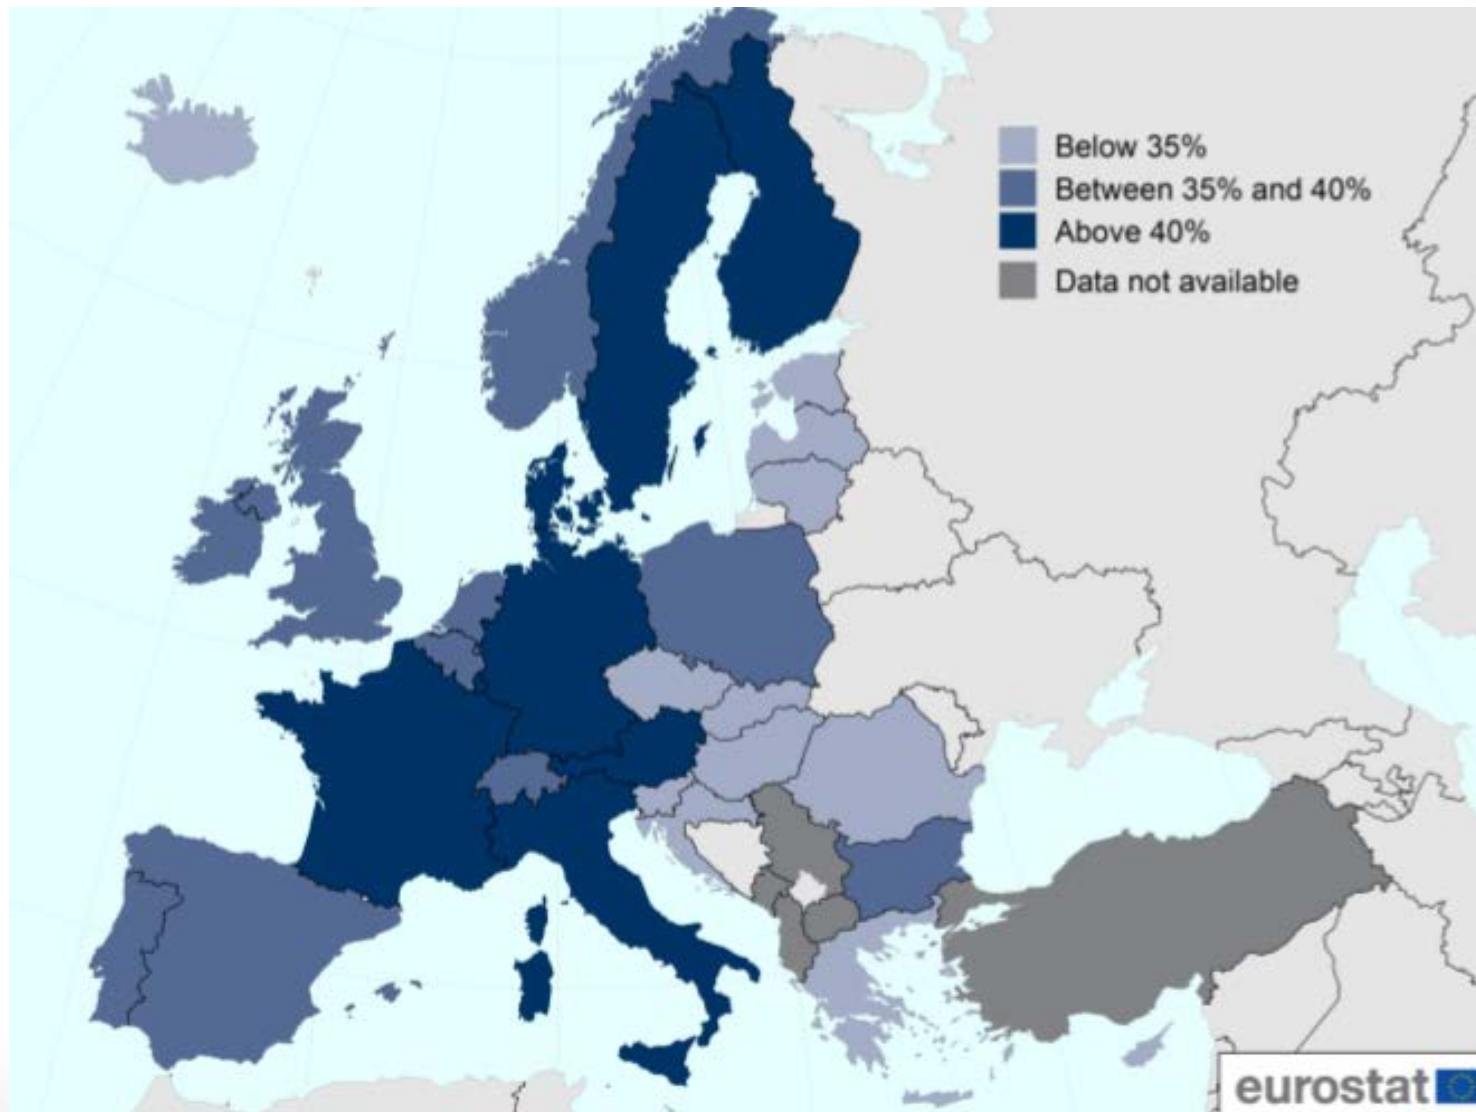 Below 35%
Between 35% and 40%
Above 40%
Data not available
eurostat